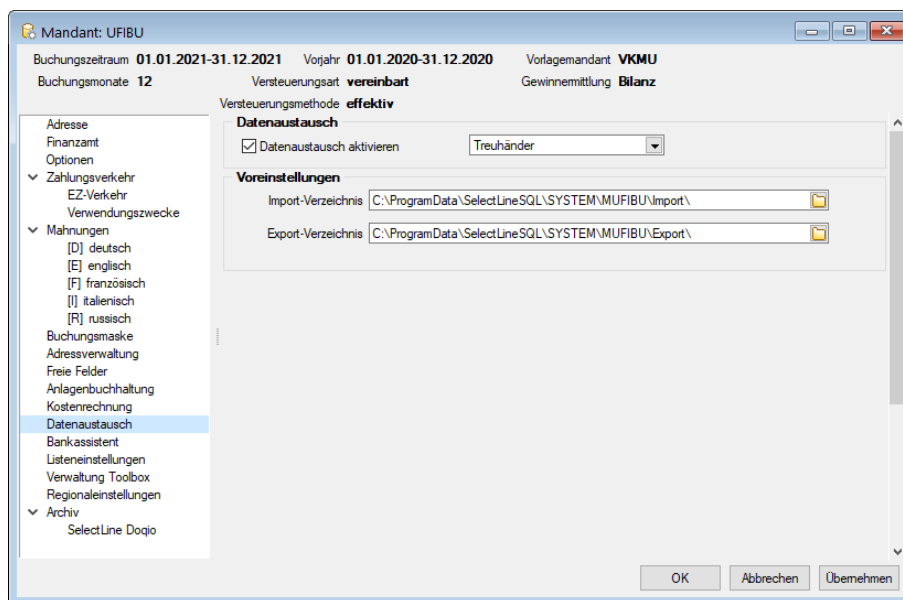 Mandant: UFIBU
Buchungszeitraum 01.01.2021-31.12.2021 Vorjahr 01.01.2020-31.12.2020 Vorlagemandant VKMU
Buchungsmonate 12 Versteuerungsart vereinbart Gewinnermittlung Bilanz
Versteuerungsmethode effektiv
Adresse
Finanzamt
Optionen
Zahlungsverkehr
EZ-Verkehr
Verwendungszwecke
Mahnungen
[D] deutsch
[E] englisch
[F] französisch
[I] italienisch
[R] russisch
Buchungsmaske
Adressverwaltung
Freie Felder
Anlagenbuchhaltung
Kostenrechnung
Datenaustausch
Bankassistent
Listeneinstellungen
Verwaltung Toolbox
Regionaleinstellungen
Archiv
SelectLine Doqio
Datenaustausch
Datenaustausch aktivieren Treuhänder
Voreinstellungen
Import-Verzeichnis C:\ProgramData\SelectLineSQL\SYSTEM\MUFIBU\Import\
Export-Verzeichnis C:\ProgramData\SelectLineSQL\SYSTEM\MUFIBU\Export\
OK Abbrechen Übernehmen